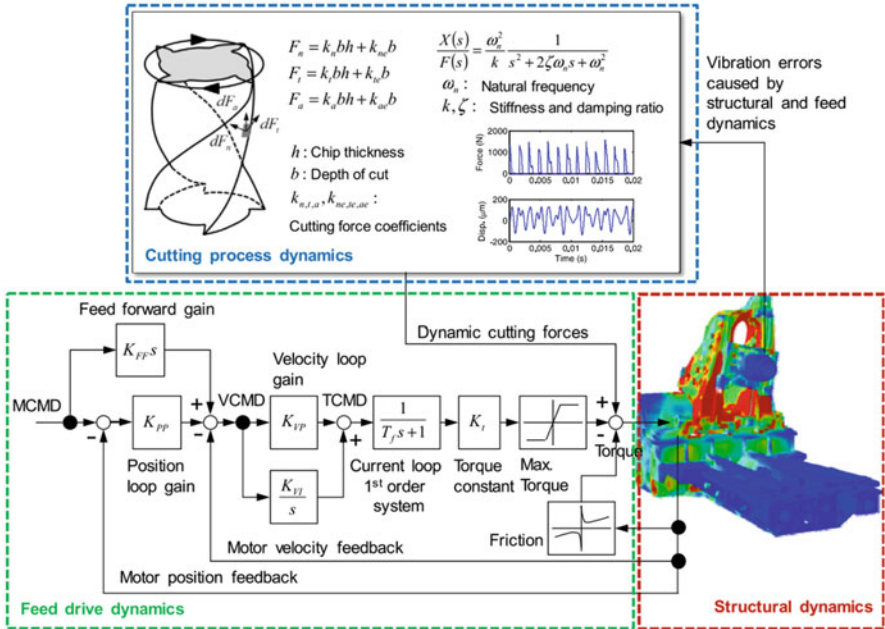 F_n = k_n bh + k_ne b
F_t = k_t bh + k_te b
F_a = k_a bh + k_ae b
dF_a
dF_t
dF_n
h : Chip thickness
b : Depth of cut
k_n,t,a, k_ne,te,ae :
Cutting force coefficients
X(s)/F(s) = ω_n²/k 1/(s² + 2ζω_n s + ω_n²)
ω_n : Natural frequency
k, ζ : Stiffness and damping ratio
Force (N)
2000
1000
0
0 0.005 0.01 0.015 0.02
Disp. (μm)
200
0
-200
0 0.005 0.01 0.015 0.02
Time (s)
Cutting process dynamics
Vibration errors
caused by
structural and feed
dynamics
Feed forward gain
K_FF s
Dynamic cutting forces
Velocity loop
gain
MCMD
VCMD
TCMD
K_PP
K_VP
1/(T_f s + 1)
K_t
+
-
+
-
+
+
-
Torque
Position
loop gain
K_VI/s
Current loop
1st order
system
Torque
constant
Max.
Torque
Friction
Motor velocity feedback
Motor position feedback
Feed drive dynamics
Structural dynamics